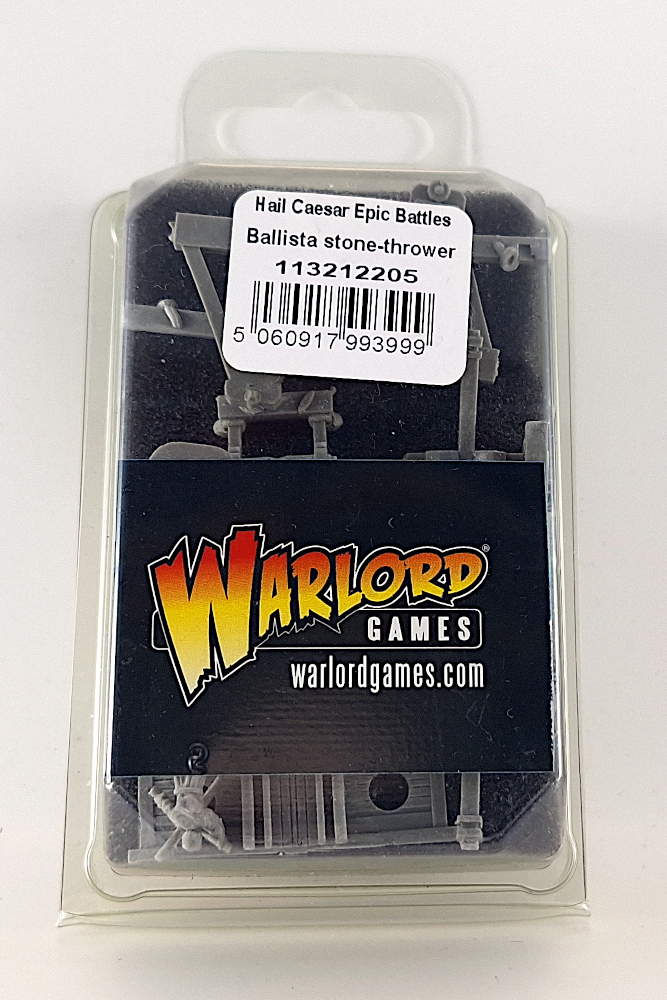 Hail Caesar Epic Battles
Ballista stone-thrower
113212205
5 060917 993999
WARLORD®
GAMES
warlordgames.com